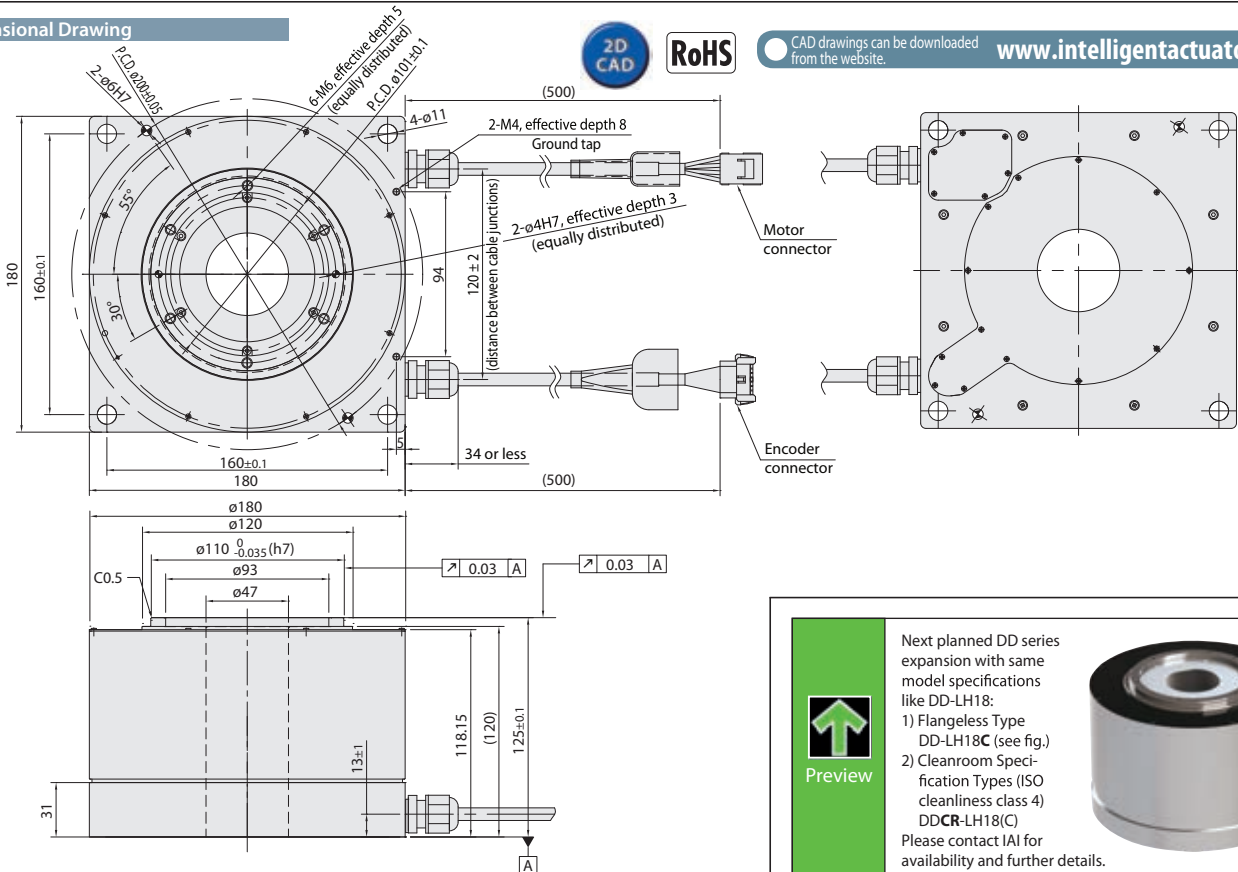 sional Drawing
2D
CAD
RoHS
CAD drawings can be downloaded
from the website.
www.intelligentactuato
P.C.D. ø200±0.05
2-ø6H7
6-M6, effective depth 5
(equally distributed)
P.C.D. ø101±0.1
4-ø11
(500)
2-M4, effective depth 8
Ground tap
2-ø4H7, effective depth 3
(equally distributed)
Motor
connector
180
160±0.1
55°
30°
94
120 ± 2
(distance between cable junctions)
Encoder
connector
5
34 or less
160±0.1
180
(500)
ø180
ø120
ø110 0 -0.035 (h7)
ø93
ø47
C0.5
↗ 0.03 A
↗ 0.03 A
31
13±1
118.15
(120)
125±0.1
A
Preview
Next planned DD series
expansion with same
model specifications
like DD-LH18:
1) Flangeless Type
DD-LH18C (see fig.)
2) Cleanroom Speci-
fication Types (ISO
cleanliness class 4)
DDCR-LH18(C)
Please contact IAI for
availability and further details.